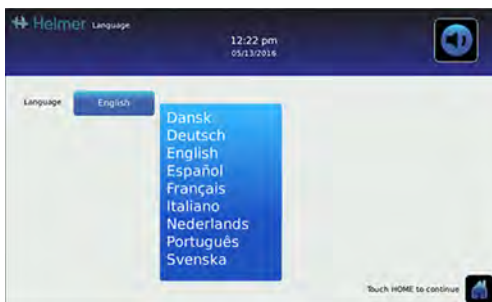 Helmer Language
12:22 pm
05/13/2016
Language English
Dansk
Deutsch
English
Español
Français
Italiano
Nederlands
Português
Svenska
Touch HOME to continue